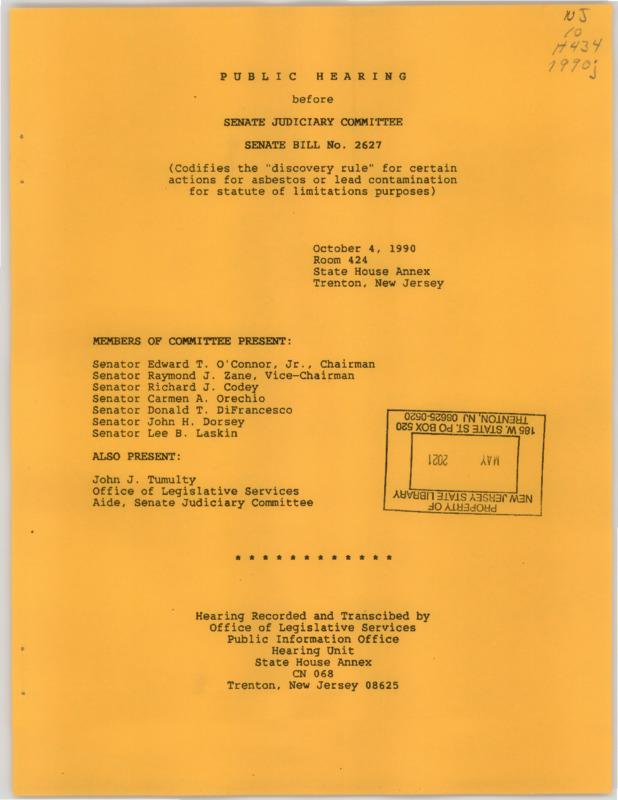 NJ
10
H434
1990j
PUBLIC HEARING
before
SENATE JUDICIARY COMMITTEE
SENATE BILL No. 2627
(Codifies the "discovery rule" for certain
actions for asbestos or lead contamination
for statute of limitations purposes)
October 4, 1990
Room 424
State House Annex
Trenton, New Jersey
MEMBERS OF COMMITTEE PRESENT:
Senator Edward T. O'Connor, Jr., Chairman
Senator Raymond J. Zane, Vice-Chairman
Senator Richard J. Codey
Senator Carmen A. Orechio
Senator Donald T. DiFrancesco
Senator John H. Dorsey
Senator Lee B. Laskin
ALSO PRESENT:
John J. Tumulty
Office of Legislative Services
Aide, Senate Judiciary Committee
PROPERTY OF
NEW JERSEY STATE LIBRARY
MAY 2021
185 W. STATE ST. PO BOX 520
TRENTON, NJ 08625-0520
* * * * * * * * * * * *
Hearing Recorded and Transcibed by
Office of Legislative Services
Public Information Office
Hearing Unit
State House Annex
CN 068
Trenton, New Jersey 08625